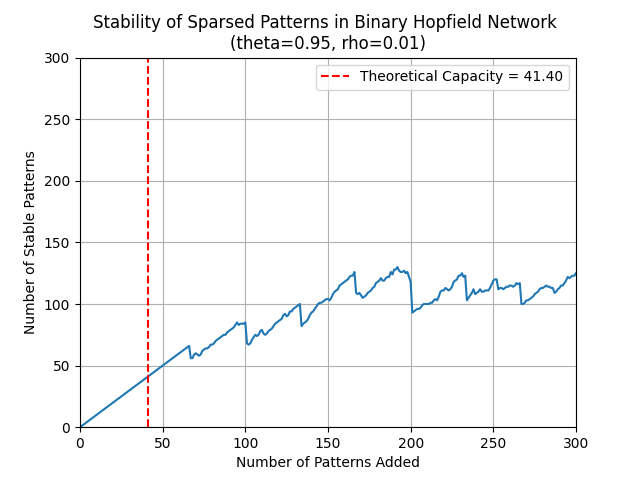 Stability of Sparsed Patterns in Binary Hopfield Network
(theta=0.95, rho=0.01)
Theoretical Capacity = 41.40
Number of Stable Patterns
300
250
200
150
100
50
0
0 50 100 150 200 250 300
Number of Patterns Added